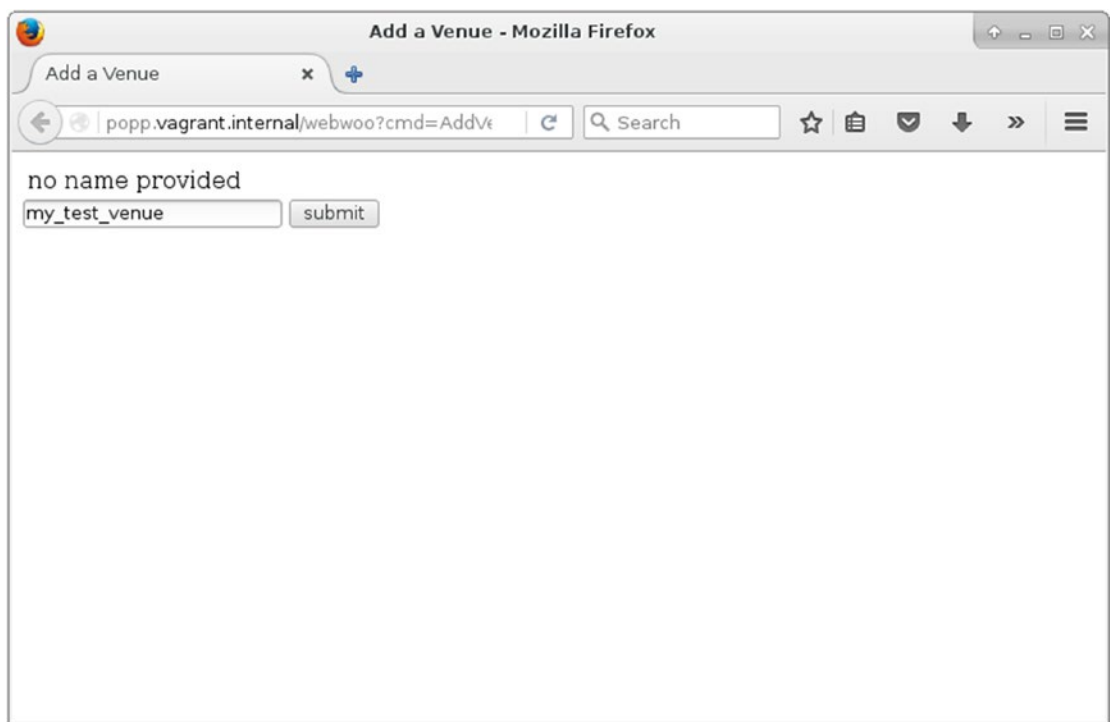 Add a Venue - Mozilla Firefox
Add a Venue
popp.vagrant.internal/webwoo?cmd=AddVe
Search
no name provided
my_test_venue submit